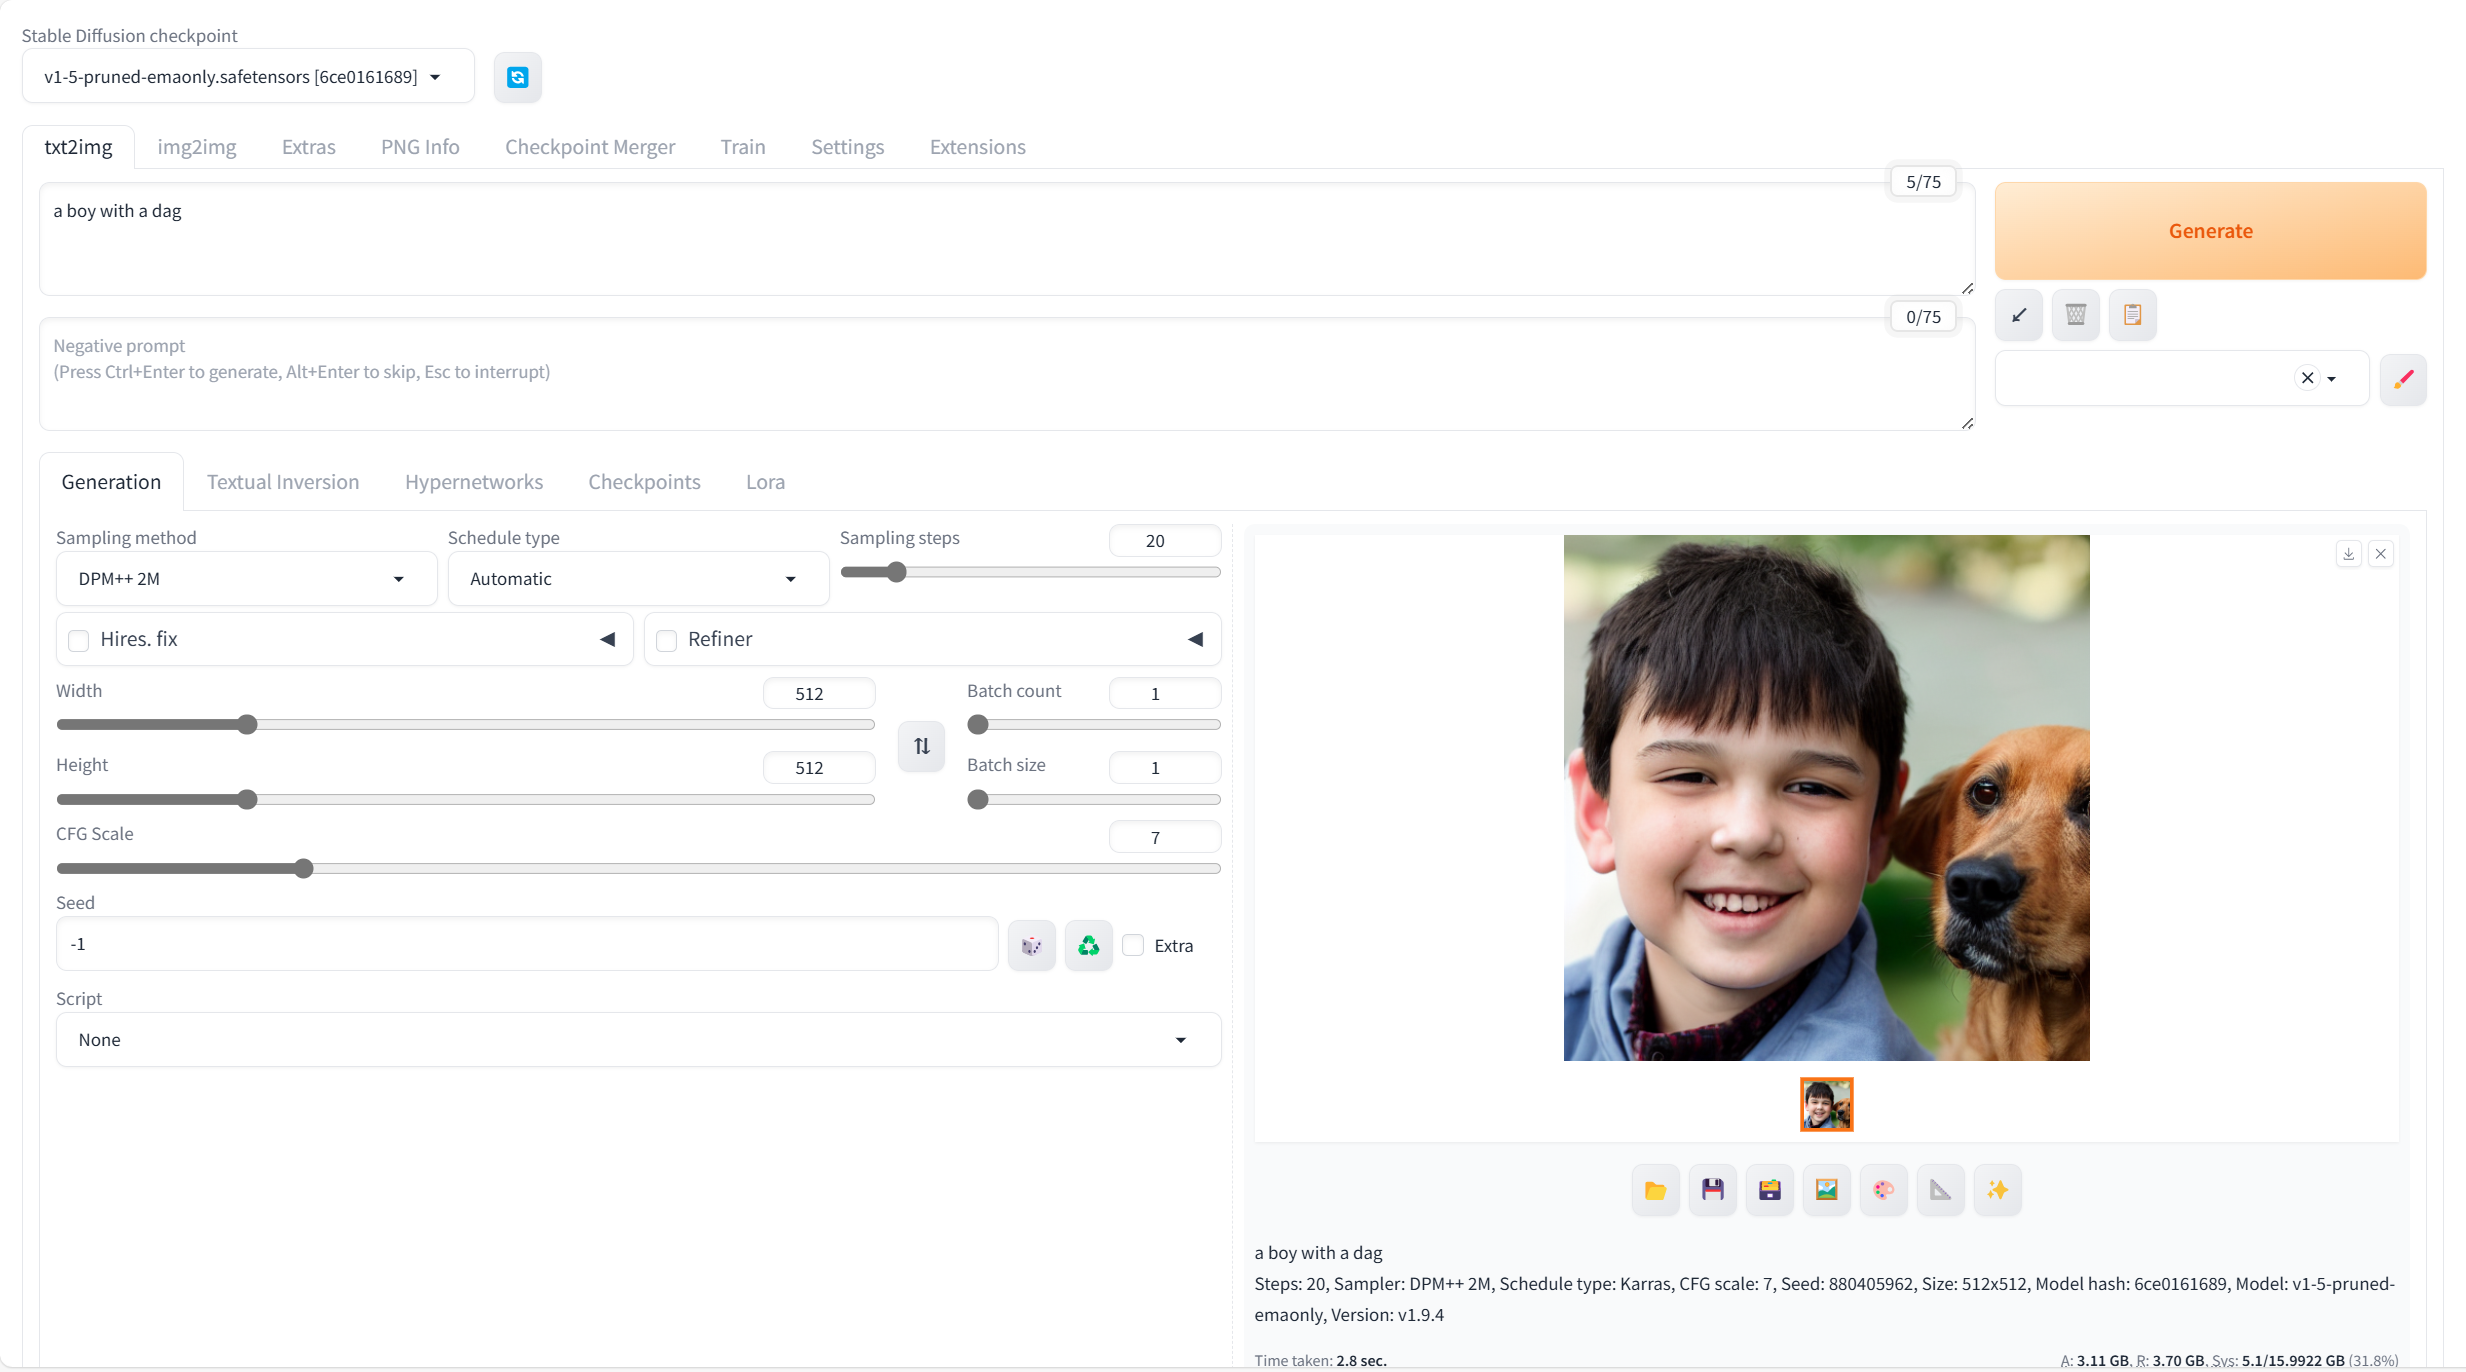 Stable Diffusion checkpoint
v1-5-pruned-emaonly.safetensors [6ce0161689]
txt2img
img2img
Extras
PNG Info
Checkpoint Merger
Train
Settings
Extensions
5/75
a boy with a dag
Generate
0/75
Negative prompt
(Press Ctrl+Enter to generate, Alt+Enter to skip, Esc to interrupt)
Generation
Textual Inversion
Hypernetworks
Checkpoints
Lora
Sampling method
DPM++ 2M
Schedule type
Automatic
Sampling steps
20
Hires. fix
Refiner
Width
512
Batch count
1
Height
512
Batch size
1
CFG Scale
7
Seed
-1
Extra
Script
None
a boy with a dag
Steps: 20, Sampler: DPM++ 2M, Schedule type: Karras, CFG scale: 7, Seed: 880405962, Size: 512x512, Model hash: 6ce0161689, Model: v1-5-pruned-
emaonly, Version: v1.9.4
Time taken: 2.8 sec.
A: 3.11 GB, R: 3.70 GB, Sys: 5.1/15.9922 GB (31.8%)